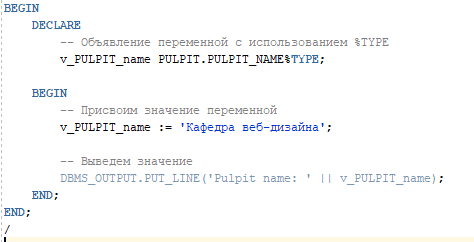 BEGIN
DECLARE
-- Объявление переменной с использованием %TYPE
v_PULPIT_name PULPIT.PULPIT_NAME%TYPE;
BEGIN
-- Присвоим значение переменной
v_PULPIT_name := 'Кафедра веб-дизайна';
-- Выведем значение
DBMS_OUTPUT.PUT_LINE('Pulpit name: ' || v_PULPIT_name);
END;
END;
/